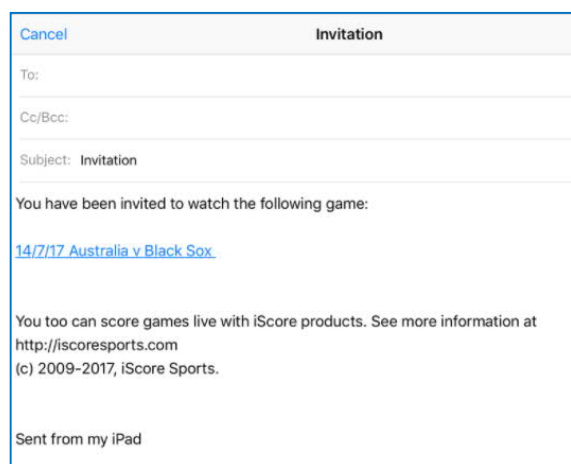 Cancel Invitation
To:
Cc/Bcc:
Subject: Invitation
You have been invited to watch the following game:
14/7/17 Australia v Black Sox
You too can score games live with iScore products. See more information at
http://iscoresports.com
(c) 2009-2017, iScore Sports.
Sent from my iPad